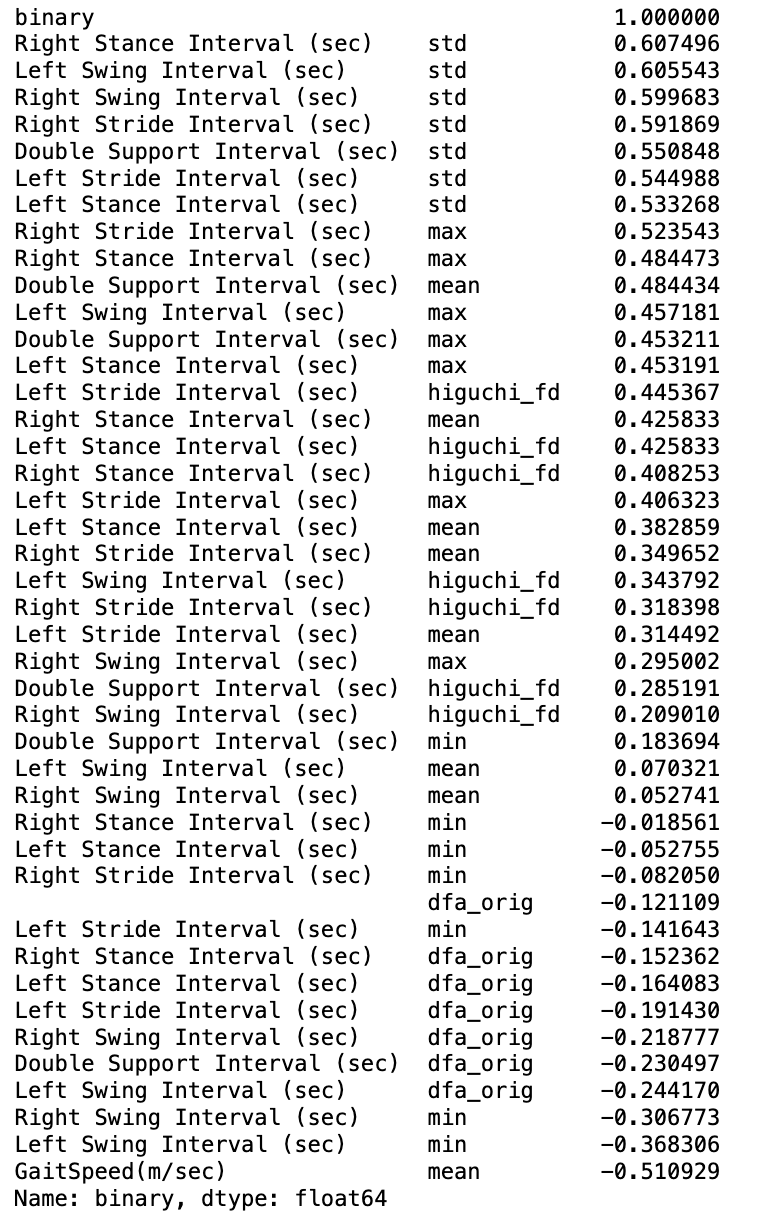 binary 1.000000
Right Stance Interval (sec) std 0.607496
Left Swing Interval (sec) std 0.605543
Right Swing Interval (sec) std 0.599683
Right Stride Interval (sec) std 0.591869
Double Support Interval (sec) std 0.550848
Left Stride Interval (sec) std 0.544988
Left Stance Interval (sec) std 0.533268
Right Stride Interval (sec) max 0.523543
Right Stance Interval (sec) max 0.484473
Double Support Interval (sec) mean 0.484434
Left Swing Interval (sec) max 0.457181
Double Support Interval (sec) max 0.453211
Left Stance Interval (sec) max 0.453191
Left Stride Interval (sec) higuchi_fd 0.445367
Right Stance Interval (sec) mean 0.425833
Left Stance Interval (sec) higuchi_fd 0.425833
Right Stance Interval (sec) higuchi_fd 0.408253
Left Stride Interval (sec) max 0.406323
Left Stance Interval (sec) mean 0.382859
Right Stride Interval (sec) mean 0.349652
Left Swing Interval (sec) higuchi_fd 0.343792
Right Stride Interval (sec) higuchi_fd 0.318398
Left Stride Interval (sec) mean 0.314492
Right Swing Interval (sec) max 0.295002
Double Support Interval (sec) higuchi_fd 0.285191
Right Swing Interval (sec) higuchi_fd 0.209010
Double Support Interval (sec) min 0.183694
Left Swing Interval (sec) mean 0.070321
Right Swing Interval (sec) mean 0.052741
Right Stance Interval (sec) min -0.018561
Left Stance Interval (sec) min -0.052755
Right Stride Interval (sec) min -0.082050
dfa_orig -0.121109
Left Stride Interval (sec) min -0.141643
Right Stance Interval (sec) dfa_orig -0.152362
Left Stance Interval (sec) dfa_orig -0.164083
Left Stride Interval (sec) dfa_orig -0.191430
Right Swing Interval (sec) dfa_orig -0.218777
Double Support Interval (sec) dfa_orig -0.230497
Left Swing Interval (sec) dfa_orig -0.244170
Right Swing Interval (sec) min -0.306773
Left Swing Interval (sec) min -0.368306
GaitSpeed(m/sec) mean -0.510929
Name: binary, dtype: float64